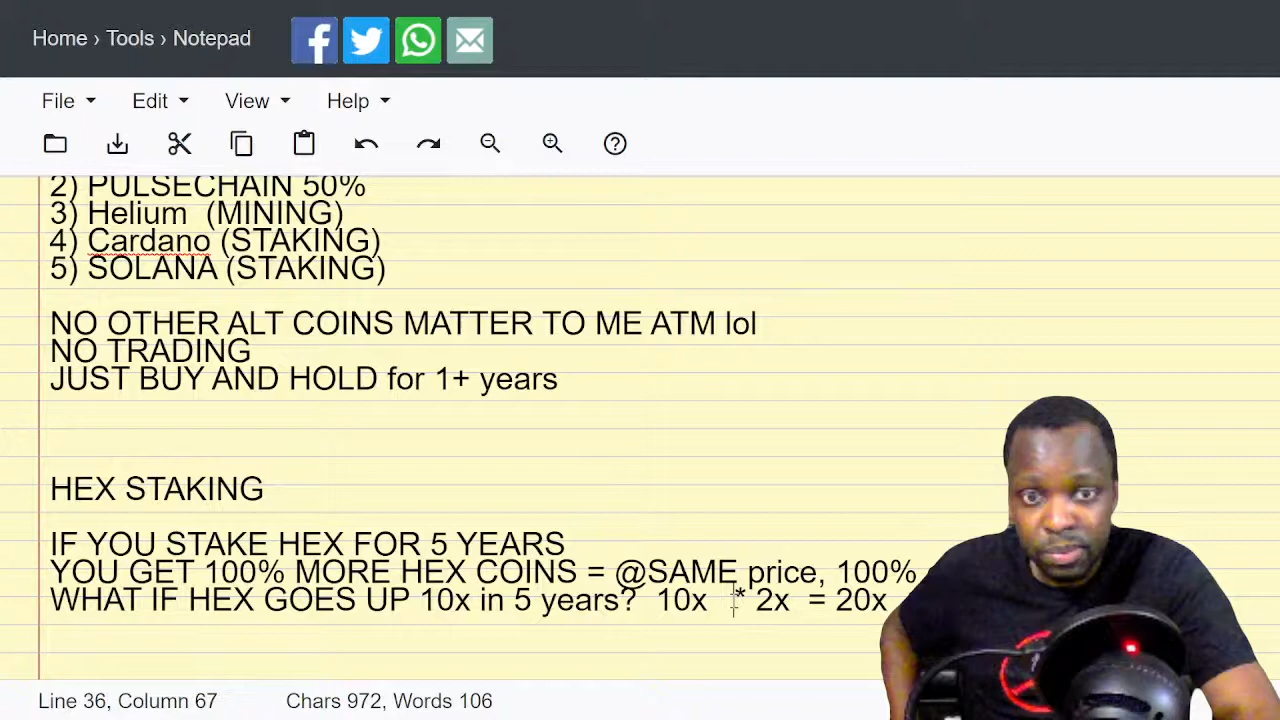 Home › Tools › Notepad
File Edit View Help
2) PULSECHAIN 50%
3) Helium (MINING)
4) Cardano (STAKING)
5) SOLANA (STAKING)
NO OTHER ALT COINS MATTER TO ME ATM lol
NO TRADING
JUST BUY AND HOLD for 1+ years
HEX STAKING
IF YOU STAKE HEX FOR 5 YEARS
YOU GET 100% MORE HEX COINS = @SAME price, 100%
WHAT IF HEX GOES UP 10x in 5 years? 10x * 2x = 20x
Line 36, Column 67 Chars 972, Words 106